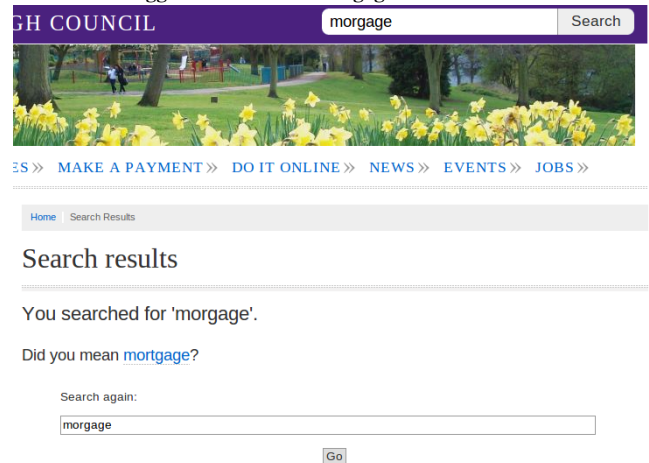 GH COUNCIL morgage Search
ES» MAKE A PAYMENT» DO IT ONLINE» NEWS» EVENTS» JOBS»
Home Search Results
Search results
You searched for 'morgage'.
Did you mean mortgage?
Search again:
morgage
Go